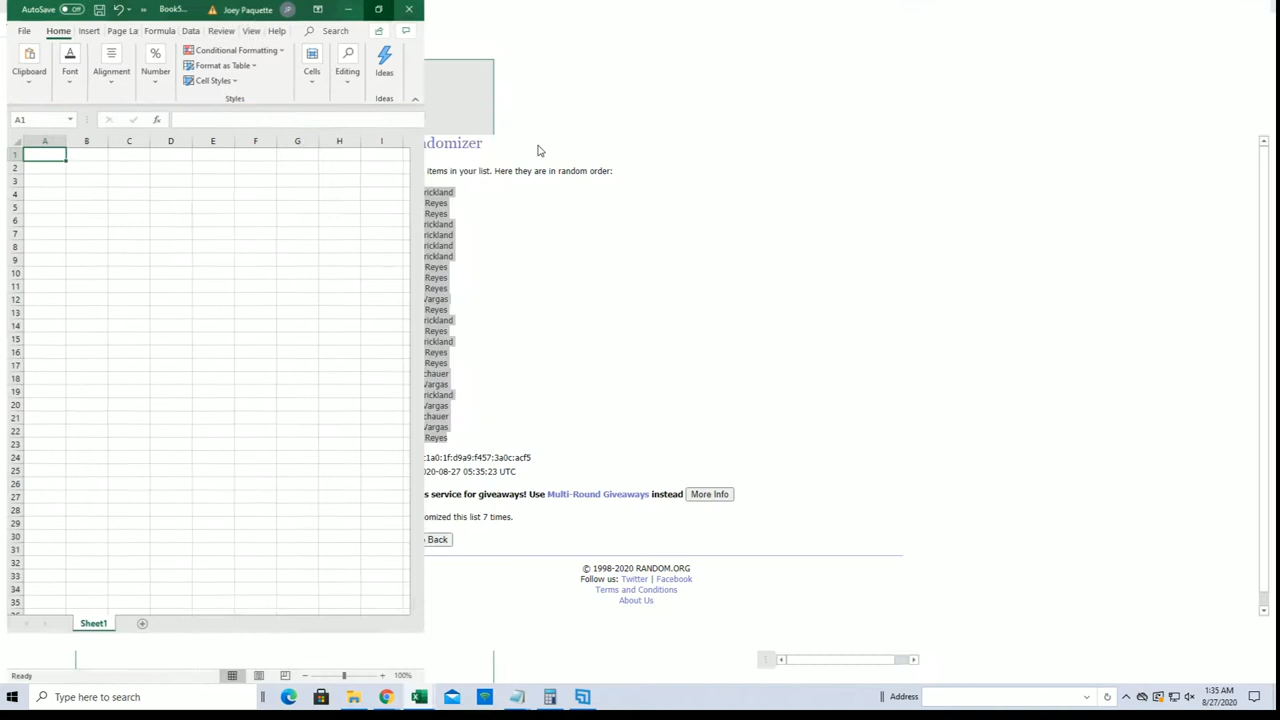 AutoSave Off Book5... Joey Paquette JP
File Home Insert Page La Formula Data Review View Help Search
Clipboard Font Alignment Number Conditional Formatting Format as Table Cell Styles Cells Editing Ideas
Styles Ideas
A1 fx
A B C D E F G H I
1
2
3
4
5
6
7
8
9
10
11
12
13
14
15
16
17
18
19
20
21
22
23
24
25
26
27
28
29
30
31
32
33
34
35
Sheet1
Ready 100%
ndomizer
items in your list. Here they are in random order:
rickland
Reyes
Reyes
rickland
rickland
rickland
rickland
Reyes
Reyes
Reyes
Vargas
Reyes
rickland
Reyes
rickland
Reyes
Reyes
chauer
Vargas
rickland
Vargas
chauer
Vargas
Reyes
:1a0:1f:d9a9:f457:3a0c:acf5
020-08-27 05:35:23 UTC
s service for giveaways! Use Multi-Round Giveaways instead More Info
omized this list 7 times.
Back
© 1998-2020 RANDOM.ORG
Follow us: Twitter | Facebook
Terms and Conditions
About Us
Type here to search Address 1:35 AM
8/27/2020